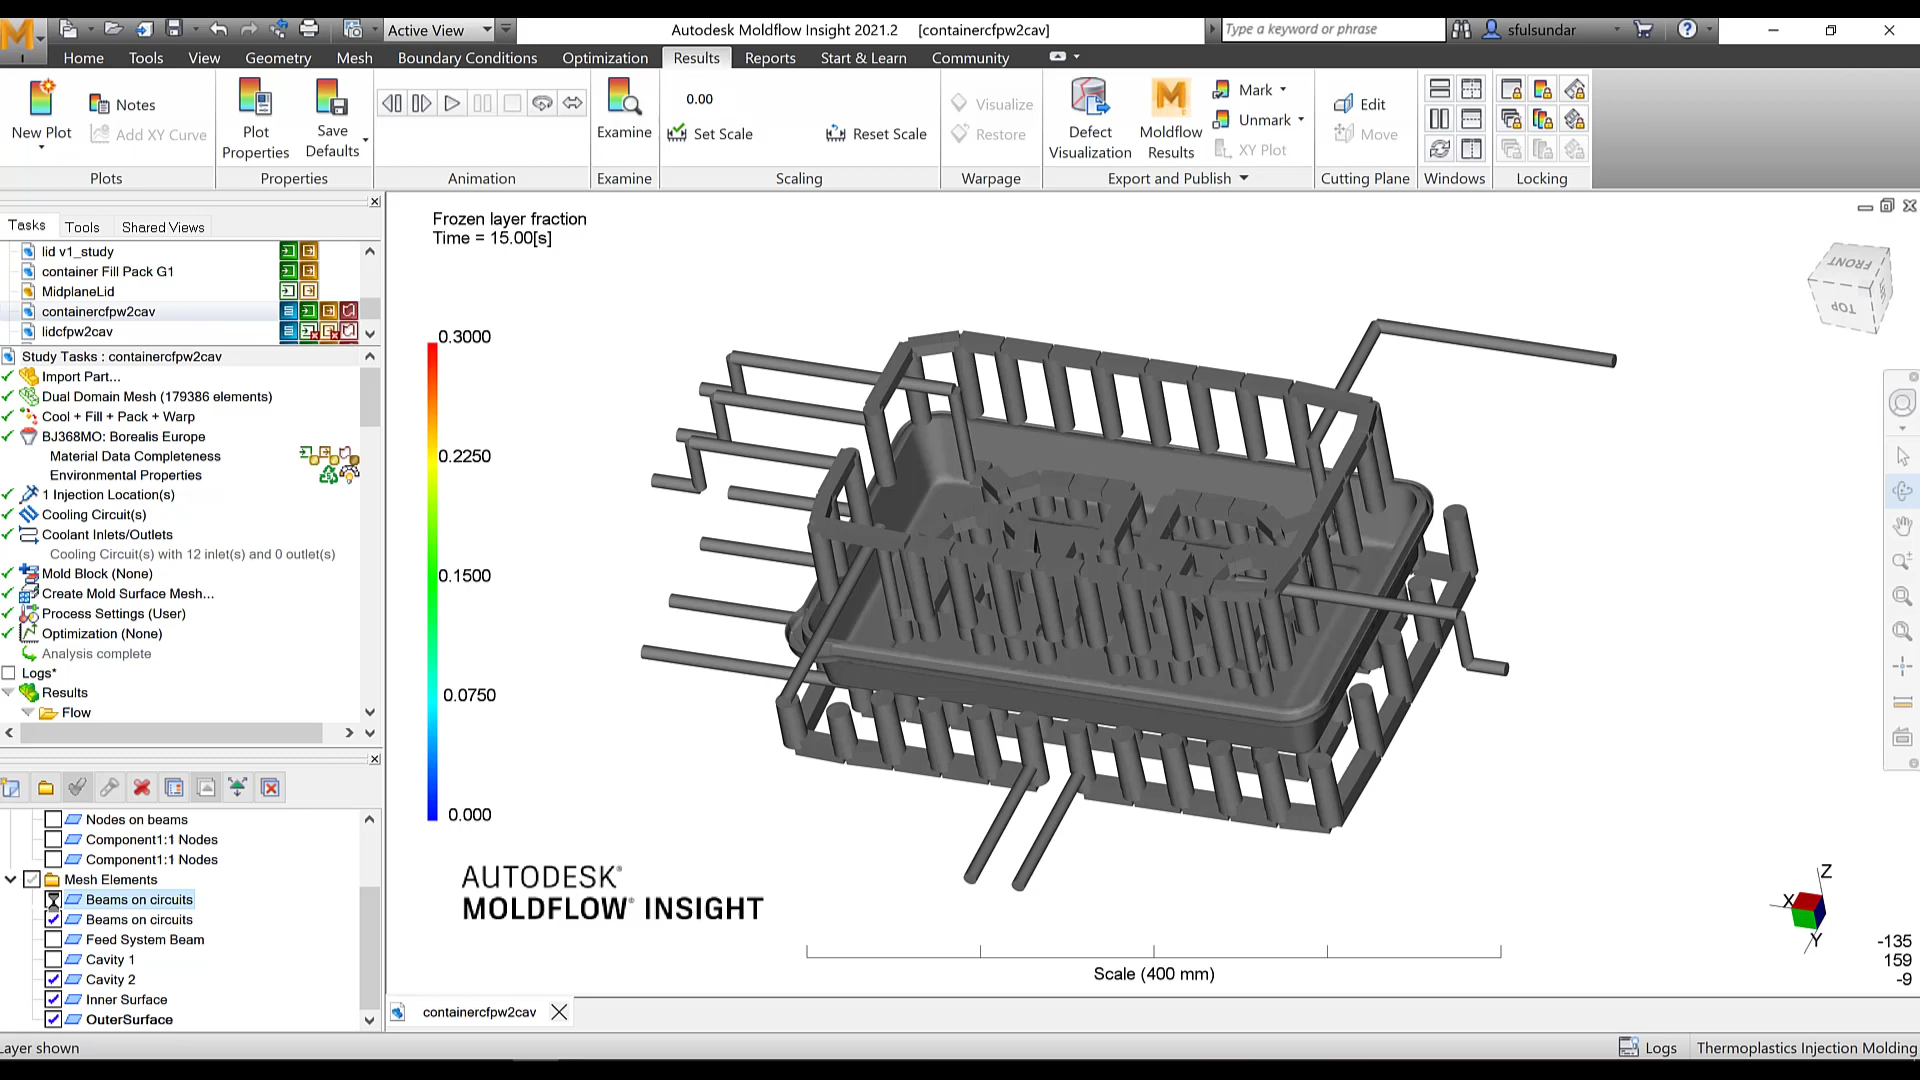 Active View
Autodesk Moldflow Insight 2021.2 [containercfpw2cav]
Type a keyword or phrase
sfulsundar
Home Tools View Geometry Mesh Boundary Conditions Optimization Results Reports Start & Learn Community
New Plot
Notes
Add XY Curve
Plots
Plot
Properties
Save
Defaults
Properties
Animation
Examine
Examine
0.00
Set Scale
Reset Scale
Scaling
Visualize
Restore
Warpage
Defect
Visualization
Moldflow
Results
Mark
Unmark
XY Plot
Export and Publish
Edit
Move
Cutting Plane
Windows
Locking
Tasks Tools Shared Views
lid v1_study
container Fill Pack G1
MidplaneLid
containercfpw2cav
lidcfpw2cav
Study Tasks : containercfpw2cav
Import Part...
Dual Domain Mesh (179386 elements)
Cool + Fill + Pack + Warp
BJ368MO: Borealis Europe
Material Data Completeness
Environmental Properties
1 Injection Location(s)
Cooling Circuit(s)
Coolant Inlets/Outlets
Cooling Circuit(s) with 12 inlet(s) and 0 outlet(s)
Mold Block (None)
Create Mold Surface Mesh...
Process Settings (User)
Optimization (None)
Analysis complete
Logs*
Results
Flow
Nodes on beams
Component1:1 Nodes
Component1:1 Nodes
Mesh Elements
Beams on circuits
Beams on circuits
Feed System Beam
Cavity 1
Cavity 2
Inner Surface
OuterSurface
Frozen layer fraction
Time = 15.00[s]
0.3000
0.2250
0.1500
0.0750
0.000
AUTODESK®
MOLDFLOW® INSIGHT
Scale (400 mm)
FRONT
TOP
Z
X
Y
-135
159
-9
containercfpw2cav
Layer shown
Logs
Thermoplastics Injection Molding